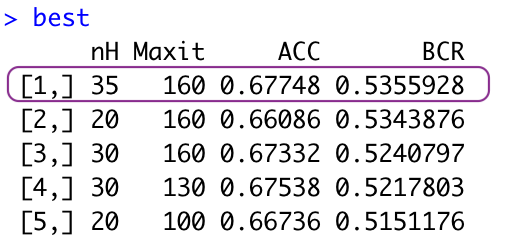 > best
nH Maxit ACC BCR
[1,] 35 160 0.67748 0.5355928
[2,] 20 160 0.66086 0.5343876
[3,] 30 160 0.67332 0.5240797
[4,] 30 130 0.67538 0.5217803
[5,] 20 100 0.66736 0.5151176